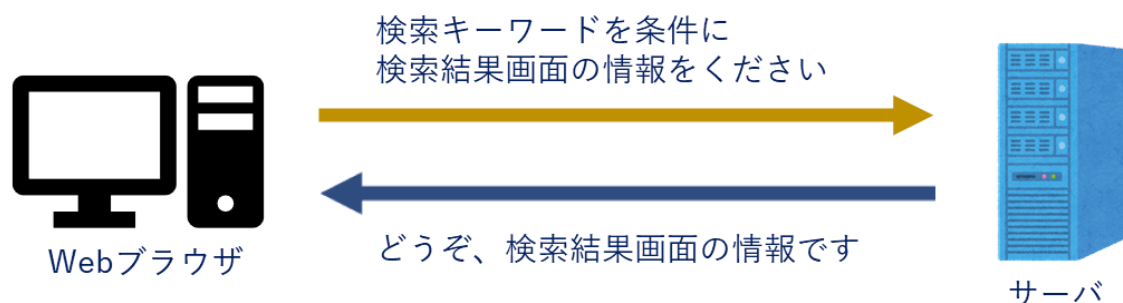 検索キーワードを条件に
検索結果画面の情報をください
Webブラウザ
どうぞ、検索結果画面の情報です
サーバ